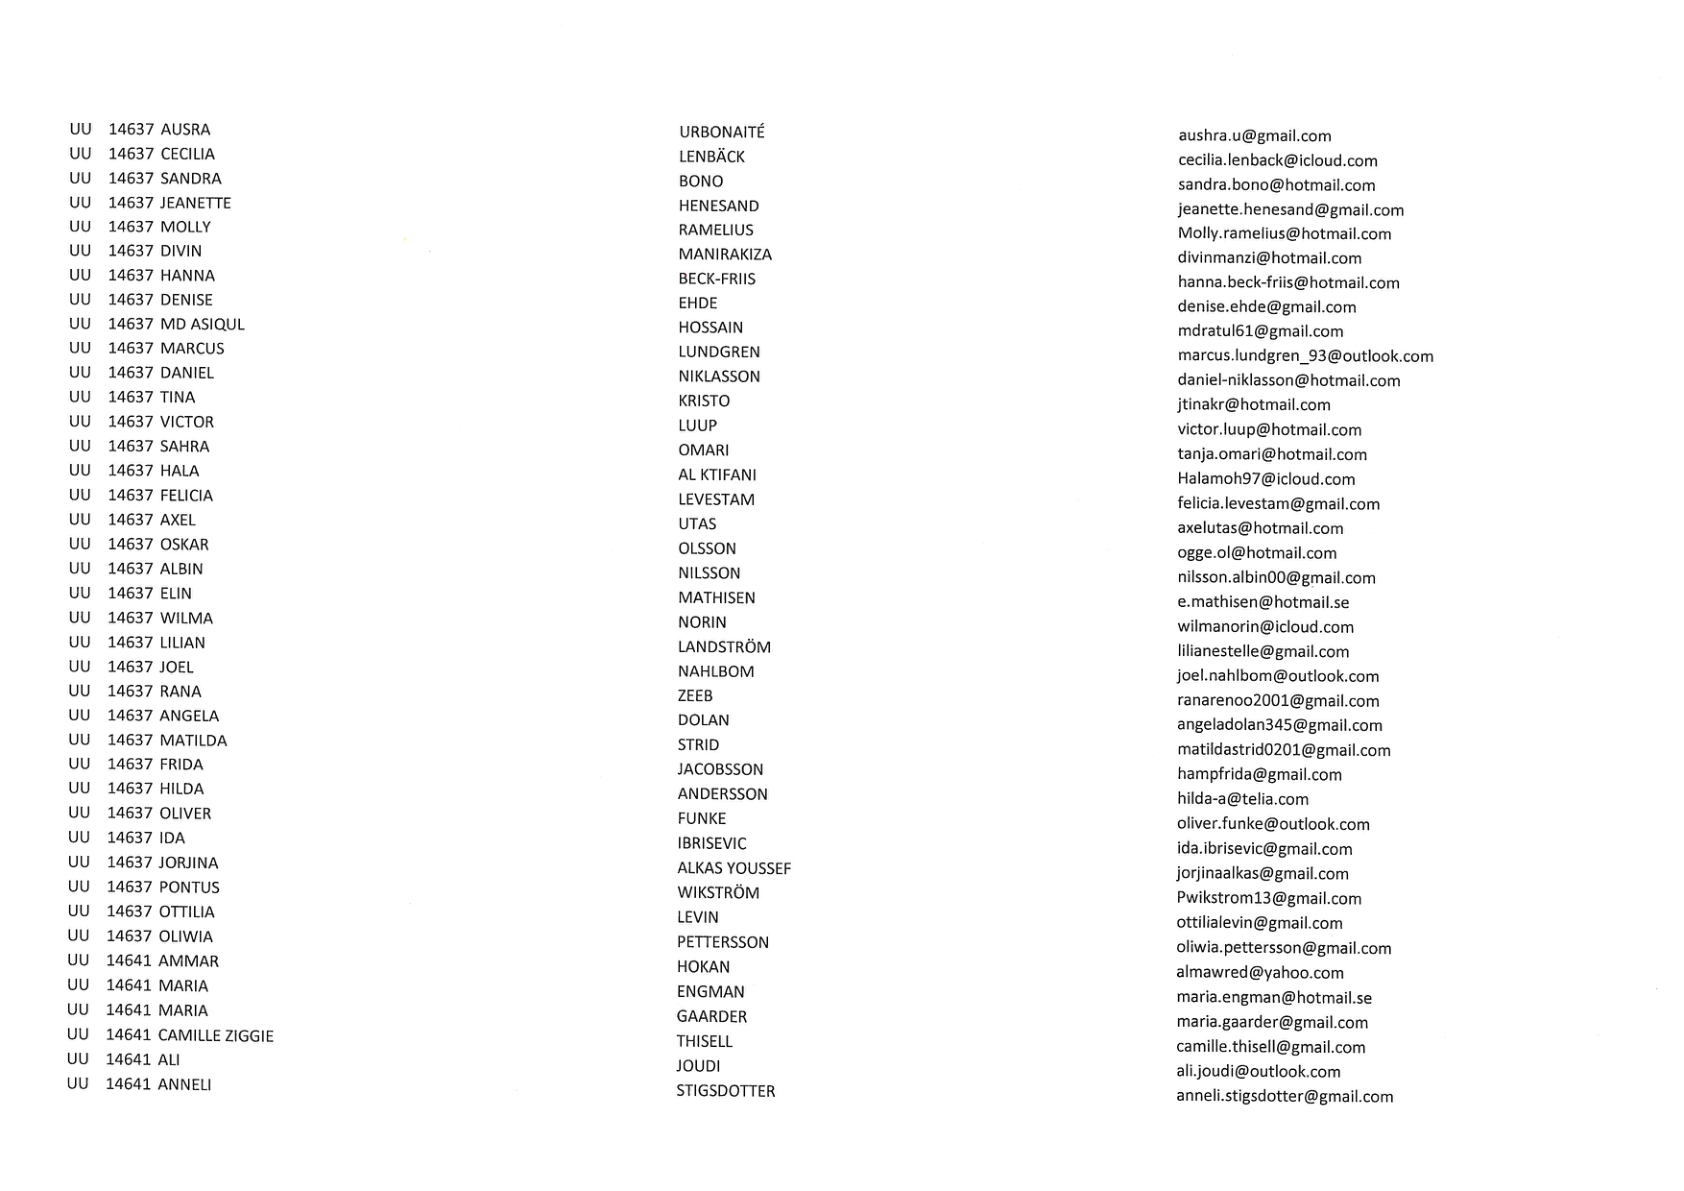 UU 14637 AUSRA URBONAITÉ aushra.u@gmail.com
UU 14637 CECILIA LENBÄCK cecilia.lenback@icloud.com
UU 14637 SANDRA BONO sandra.bono@hotmail.com
UU 14637 JEANETTE HENESAND jeanette.henesand@gmail.com
UU 14637 MOLLY RAMELIUS Molly.ramelius@hotmail.com
UU 14637 DIVIN MANIRAKIZA divinmanzi@hotmail.com
UU 14637 HANNA BECK-FRIIS hanna.beck-friis@hotmail.com
UU 14637 DENISE EHDE denise.ehde@gmail.com
UU 14637 MD ASIQUL HOSSAIN mdratul61@gmail.com
UU 14637 MARCUS LUNDGREN marcus.lundgren_93@outlook.com
UU 14637 DANIEL NIKLASSON daniel-niklasson@hotmail.com
UU 14637 TINA KRISTO jtinakr@hotmail.com
UU 14637 VICTOR LUUP victor.luup@hotmail.com
UU 14637 SAHRA OMARI tanja.omari@hotmail.com
UU 14637 HALA AL KTIFANI Halamoh97@icloud.com
UU 14637 FELICIA LEVESTAM felicia.levestam@gmail.com
UU 14637 AXEL UTAS axelutas@hotmail.com
UU 14637 OSKAR OLSSON ogge.ol@hotmail.com
UU 14637 ALBIN NILSSON nilsson.albin00@gmail.com
UU 14637 ELIN MATHISEN e.mathisen@hotmail.se
UU 14637 WILMA NORIN wilmanorin@icloud.com
UU 14637 LILIAN LANDSTRÖM lilianestelle@gmail.com
UU 14637 JOEL NAHLBOM joel.nahlbom@outlook.com
UU 14637 RANA ZEEB ranarenoo2001@gmail.com
UU 14637 ANGELA DOLAN angeladolan345@gmail.com
UU 14637 MATILDA STRID matildastrid0201@gmail.com
UU 14637 FRIDA JACOBSSON hampfrida@gmail.com
UU 14637 HILDA ANDERSSON hilda-a@telia.com
UU 14637 OLIVER FUNKE oliver.funke@outlook.com
UU 14637 IDA IBRISEVIC ida.ibrisevic@gmail.com
UU 14637 JORJINA ALKAS YOUSSEF jorjinaalkas@gmail.com
UU 14637 PONTUS WIKSTRÖM Pwikstrom13@gmail.com
UU 14637 OTTILIA LEVIN ottilialevin@gmail.com
UU 14637 OLIWIA PETTERSSON oliwia.pettersson@gmail.com
UU 14641 AMMAR HOKAN almawred@yahoo.com
UU 14641 MARIA ENGMAN maria.engman@hotmail.se
UU 14641 MARIA GAARDER maria.gaarder@gmail.com
UU 14641 CAMILLE ZIGGIE THISELL camille.thisell@gmail.com
UU 14641 ALI JOUDI ali.joudi@outlook.com
UU 14641 ANNELI STIGSDOTTER anneli.stigsdotter@gmail.com